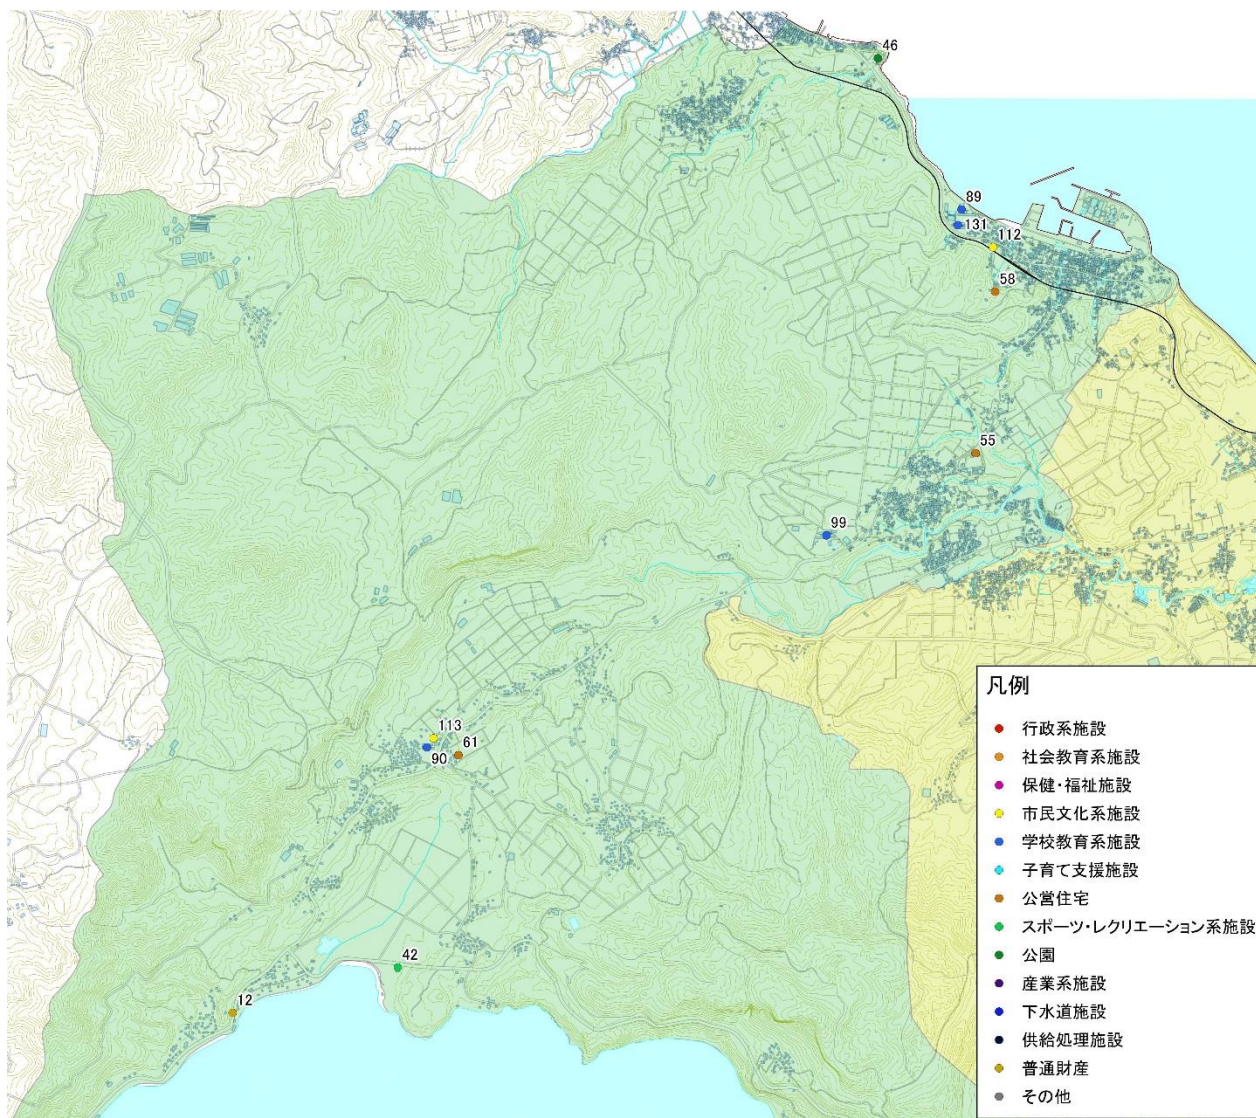 46
89
131
112
58
55
99
113
90
61
42
12
凡例
行政系施設
社会教育系施設
保健・福祉施設
市民文化系施設
学校教育系施設
子育て支援施設
公営住宅
スポーツ・レクリエーション系施設
公園
産業系施設
下水道施設
供給処理施設
普通財産
その他